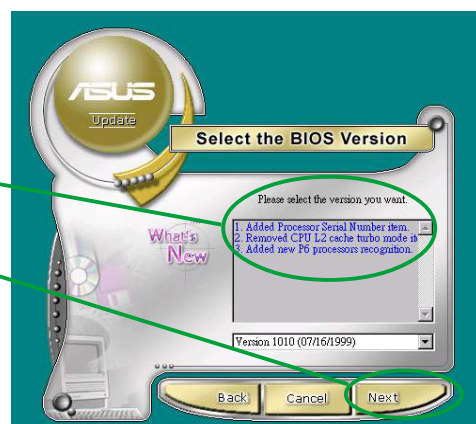 ASUS
Update
Select the BIOS Version
Please select the version you want.
What's
New
1. Added Processor Serial Number item.
2. Removed CPU L2 cache turbo mode it
3. Added new P6 processors recognition.
Version 1010 (07/16/1999)
Back
Cancel
Next